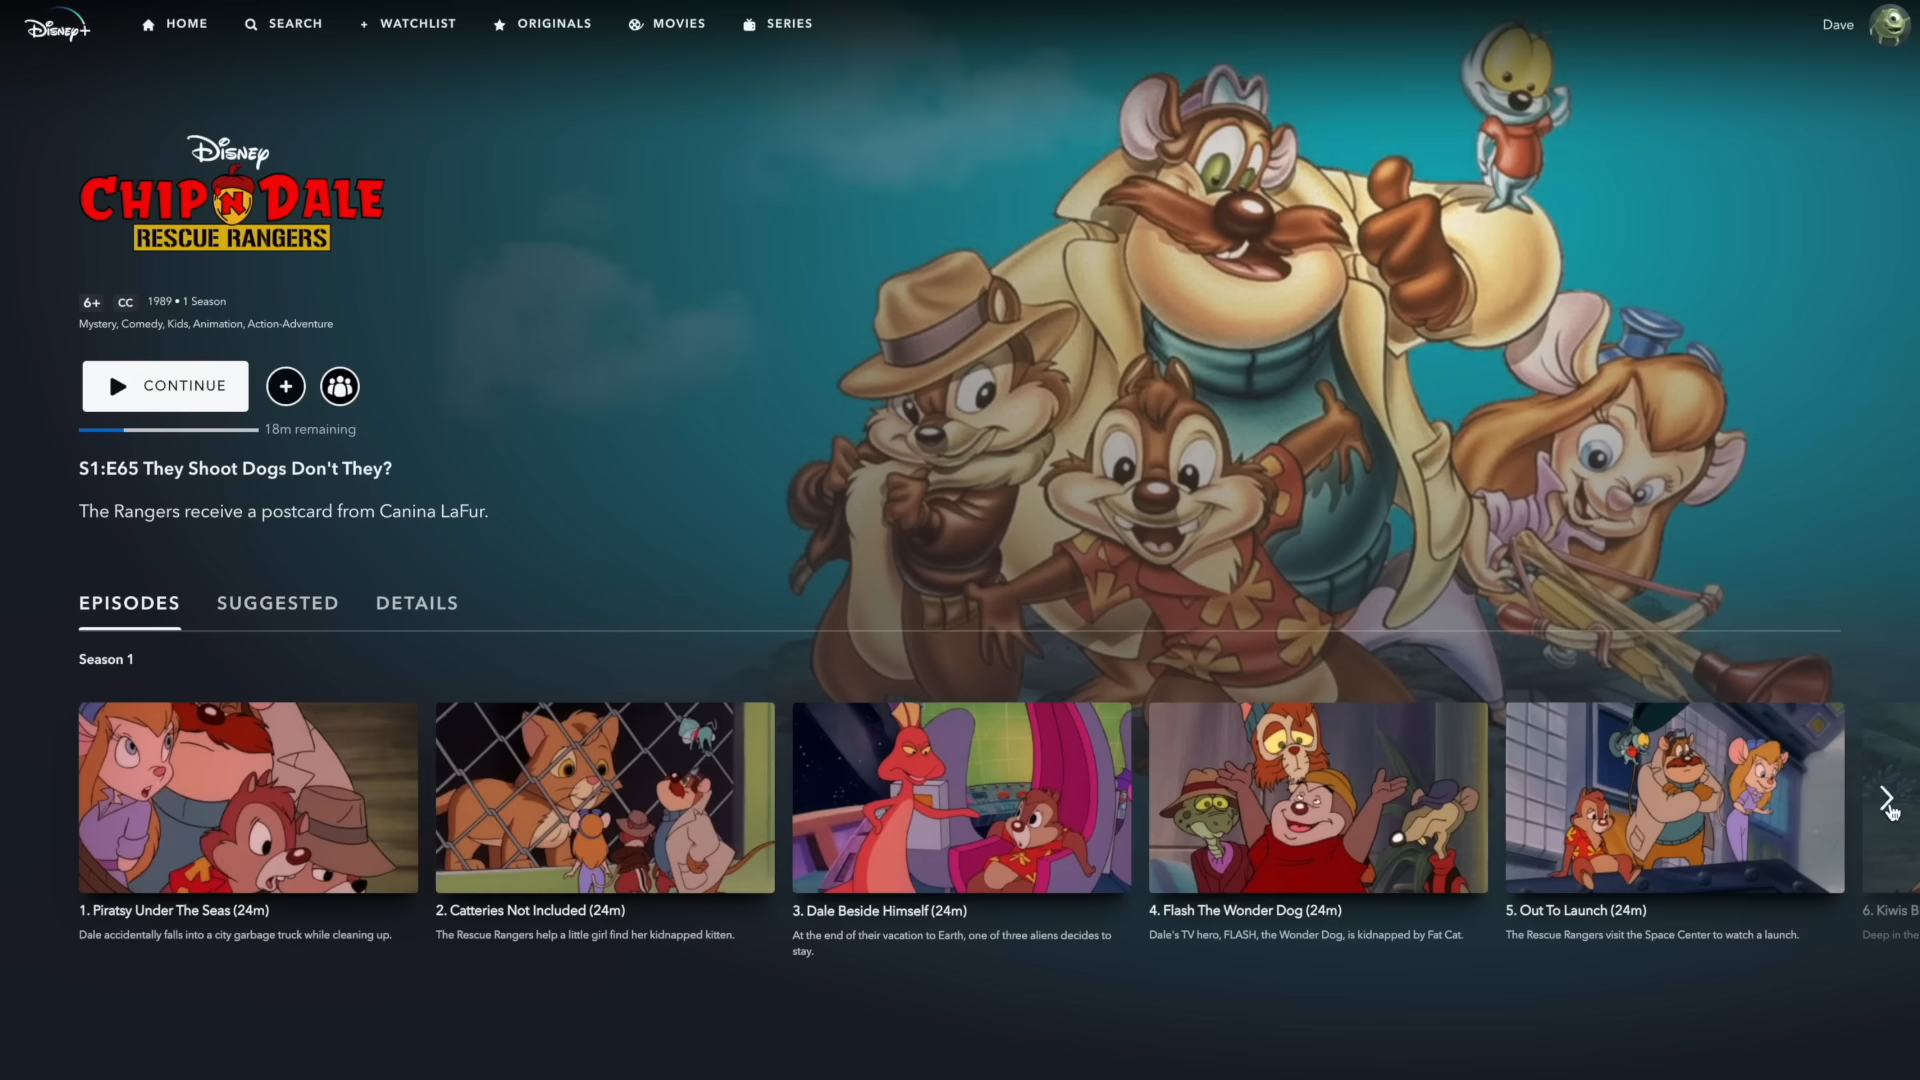 Disney+ HOME SEARCH + WATCHLIST ORIGINALS MOVIES SERIES Dave
Disney
CHIP N DALE
RESCUE RANGERS
6+ CC 1989 • 1 Season
Mystery, Comedy, Kids, Animation, Action-Adventure
CONTINUE +
18m remaining
S1:E65 They Shoot Dogs Don't They?
The Rangers receive a postcard from Canina LaFur.
EPISODES SUGGESTED DETAILS
Season 1
1. Piratsy Under The Seas (24m)
Dale accidentally falls into a city garbage truck while cleaning up.
2. Catteries Not Included (24m)
The Rescue Rangers help a little girl find her kidnapped kitten.
3. Dale Beside Himself (24m)
At the end of their vacation to Earth, one of three aliens decides to
stay.
4. Flash The Wonder Dog (24m)
Dale's TV hero, FLASH, the Wonder Dog, is kidnapped by Fat Cat.
5. Out To Launch (24m)
The Rescue Rangers visit the Space Center to watch a launch.
6. Kiwis B
Deep in the